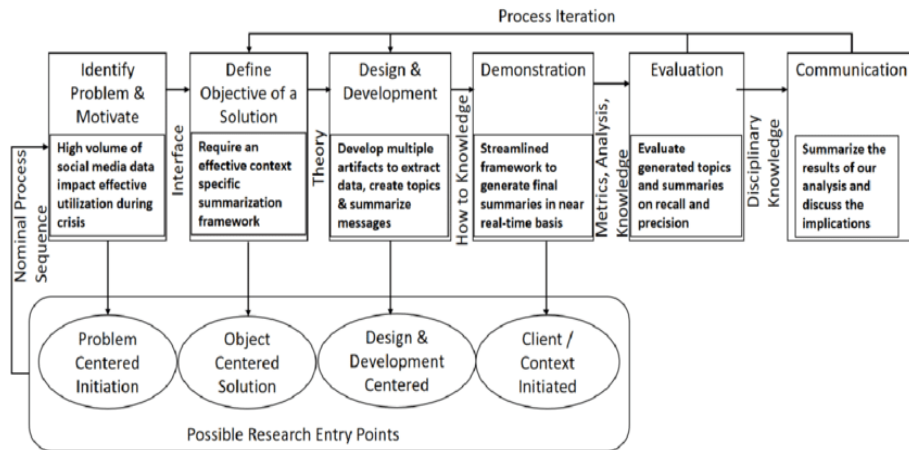 Process Iteration
Identify
Problem &
Motivate
High volume of
social media data
impact effective
utilization during
crisis
Interface
Define
Objective of a
Solution
Require an
effective context
specific
summarization
framework
Theory
Design &
Development
Develop multiple
artifacts to extract
data, create topics
& summarize
messages
How to Knowledge
Demonstration
Streamlined
framework to
generate final
summaries in near
real-time basis
Metrics, Analysis,
Knowledge
Evaluation
Evaluate
generated topics
and summaries
on recall and
precision
Disciplinary
Knowledge
Communication
Summarize the
results of our
analysis and
discuss the
implications
Nominal Process
Sequence
Problem
Centered
Initiation
Object
Centered
Solution
Design &
Development
Centered
Client /
Context
Initiated
Possible Research Entry Points